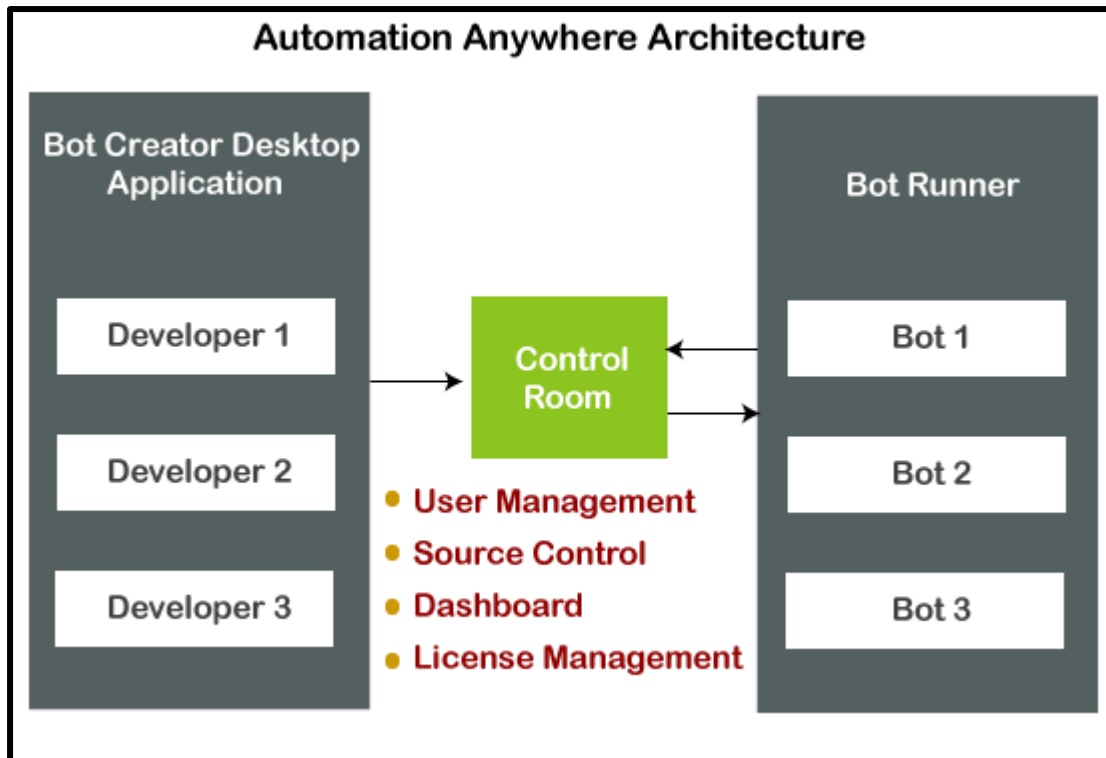 Automation Anywhere Architecture
Bot Creator Desktop
Application
Developer 1
Developer 2
Developer 3
Control
Room
User Management
Source Control
Dashboard
License Management
Bot Runner
Bot 1
Bot 2
Bot 3